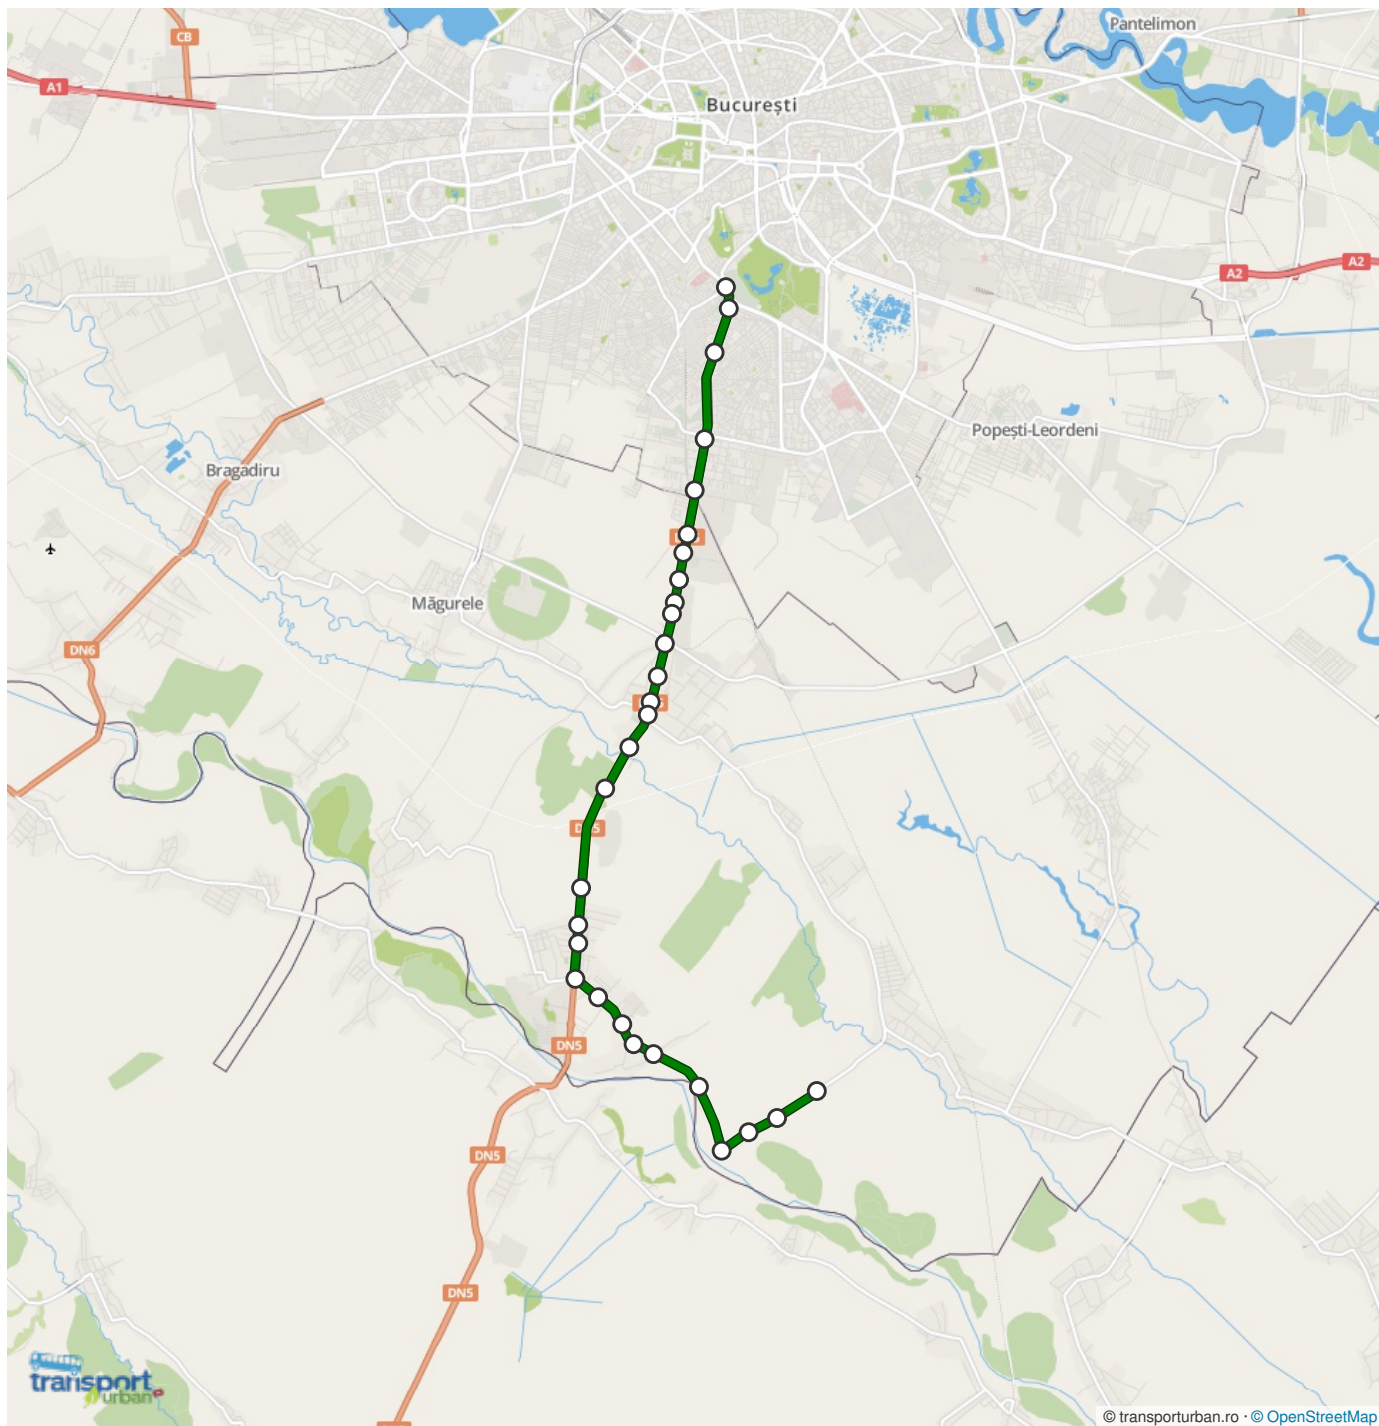 Pantelimon
CB
A1
București
A2
A2
Popești-Leordeni
Bragadiru
Măgurele
DN6
DN5
DN5
DN5
transport
urban
© transporturban.ro · © OpenStreetMap